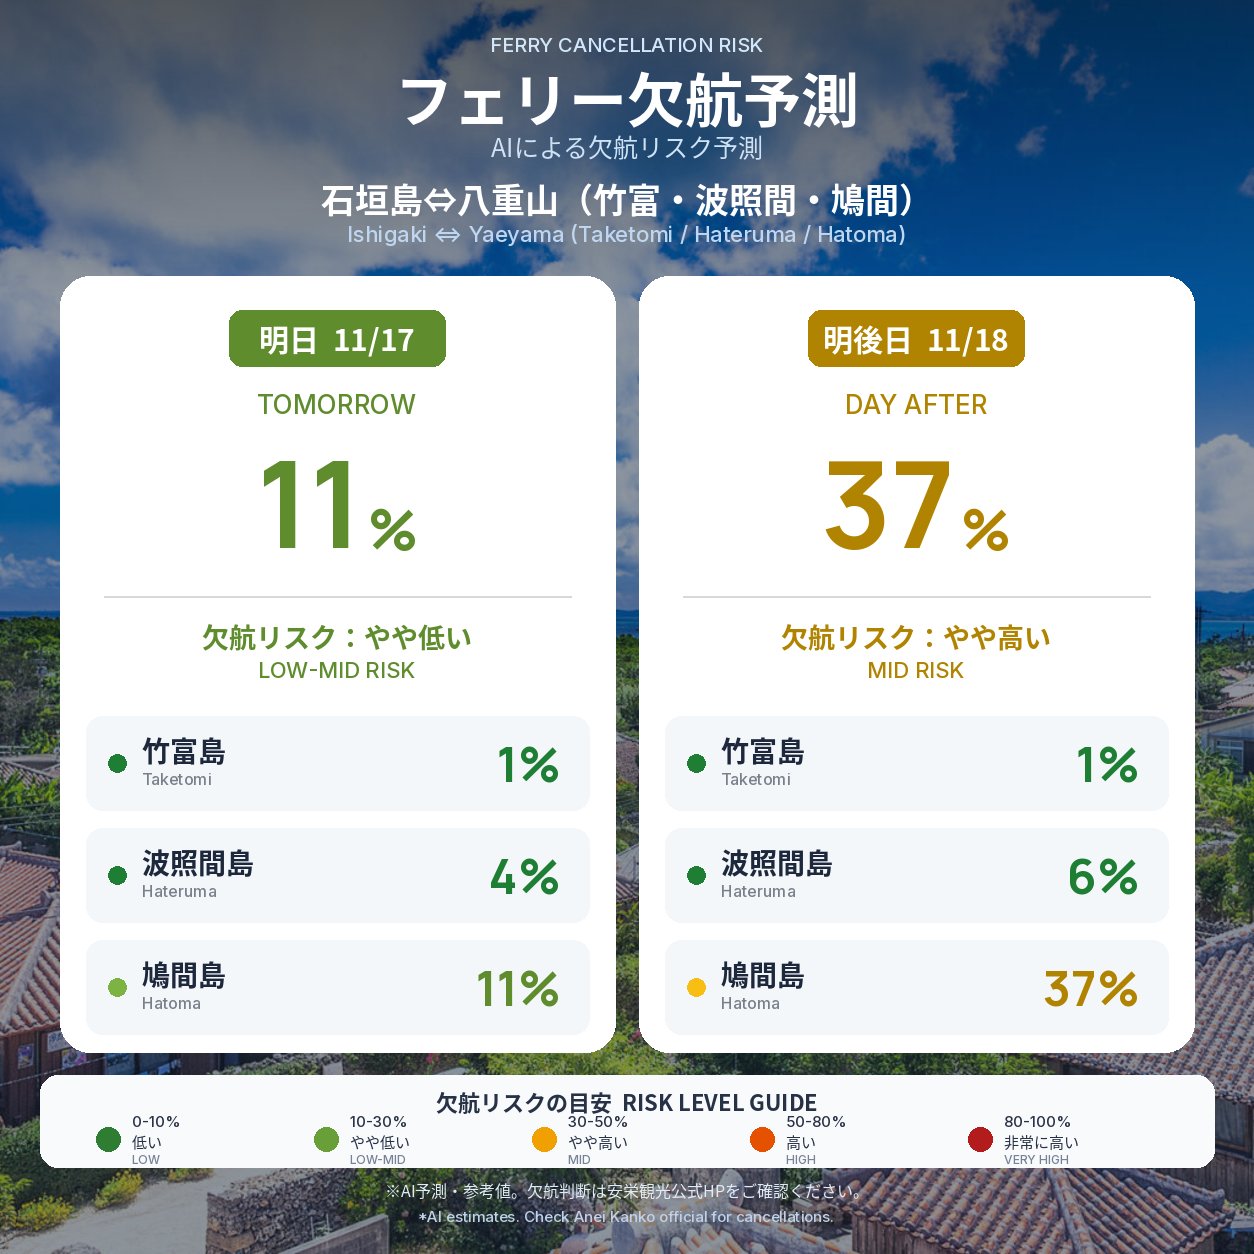 FERRY CANCELLATION RISK
フェリー欠航予測
AIによる欠航リスク予測
石垣島⇔八重山（竹富・波照間・鳩間）
Ishigaki ⇔ Yaeyama (Taketomi / Hateruma / Hatoma)
明日 11/17
TOMORROW
11%
欠航リスク：やや低い
LOW-MID RISK
竹富島
Taketomi
1%
波照間島
Hateruma
4%
鳩間島
Hatoma
11%
明後日 11/18
DAY AFTER
37%
欠航リスク：やや高い
MID RISK
竹富島
Taketomi
1%
波照間島
Hateruma
6%
鳩間島
Hatoma
37%
欠航リスクの目安 RISK LEVEL GUIDE
0-10%
低い
LOW
10-30%
やや低い
LOW-MID
30-50%
やや高い
MID
50-80%
高い
HIGH
80-100%
非常に高い
VERY HIGH
※AI予測・参考値。欠航判断は安栄観光公式HPをご確認ください。
*AI estimates. Check Anei Kanko official for cancellations.